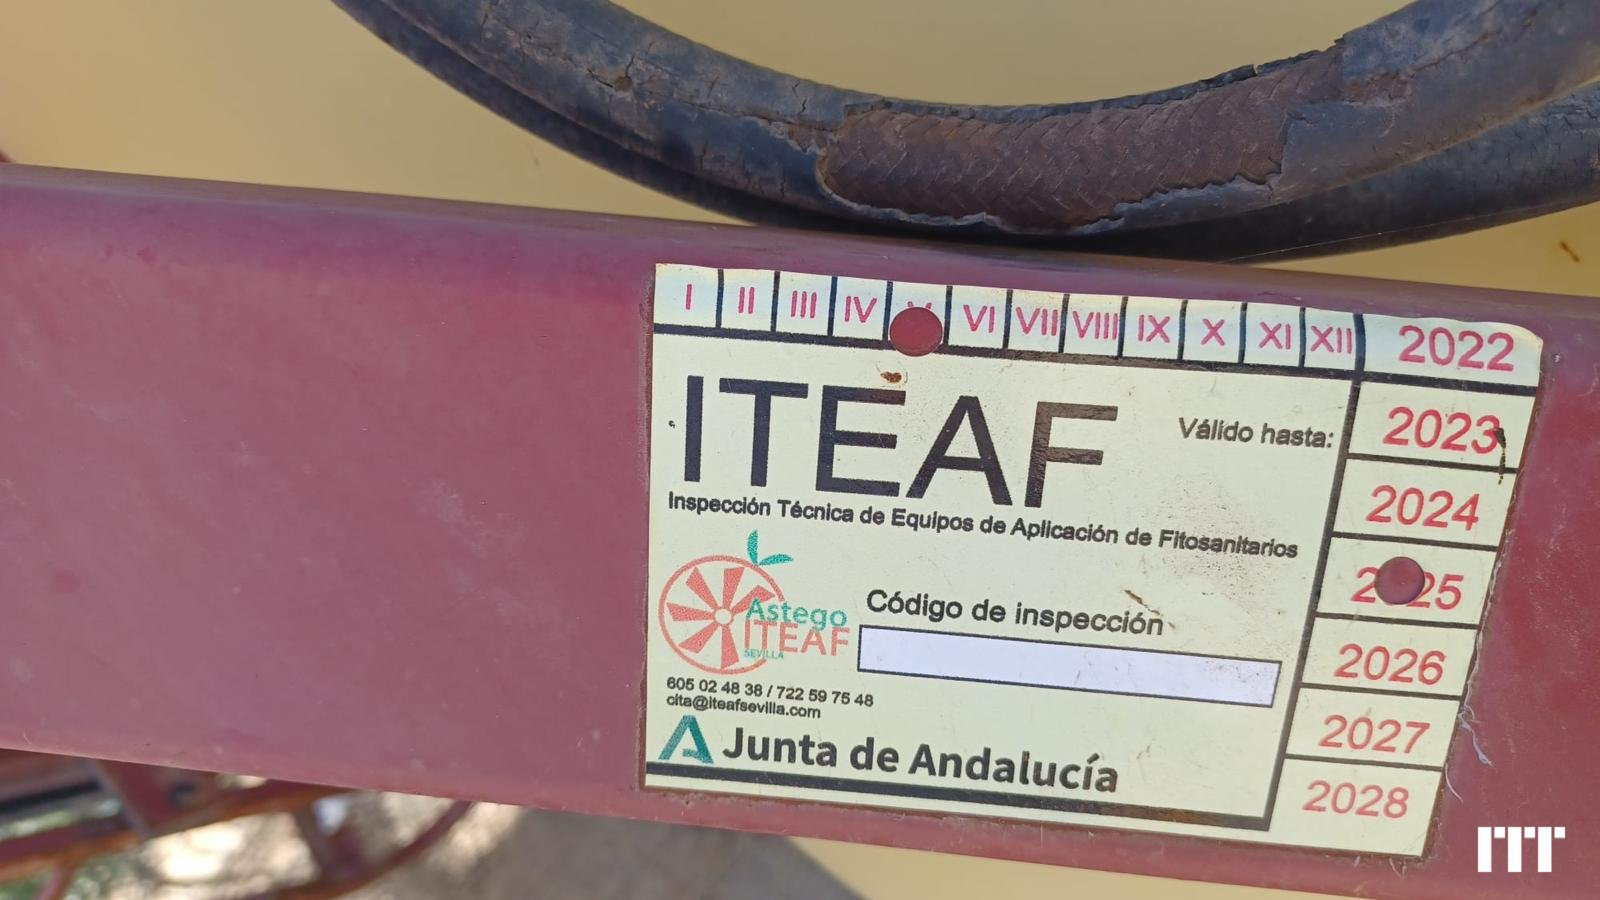 I II III IV V VI VII VIII IX X XI XII 2022
ITEAF
Válido hasta:
2023
Inspección Técnica de Equipos de Aplicación de Fitosanitarios
2024
2025
Astego
ITEAF
SEVILLA
Código de inspección
2026
605 02 48 38 / 722 59 75 48
cita@iteafsevilla.com
2027
Junta de Andalucía
2028